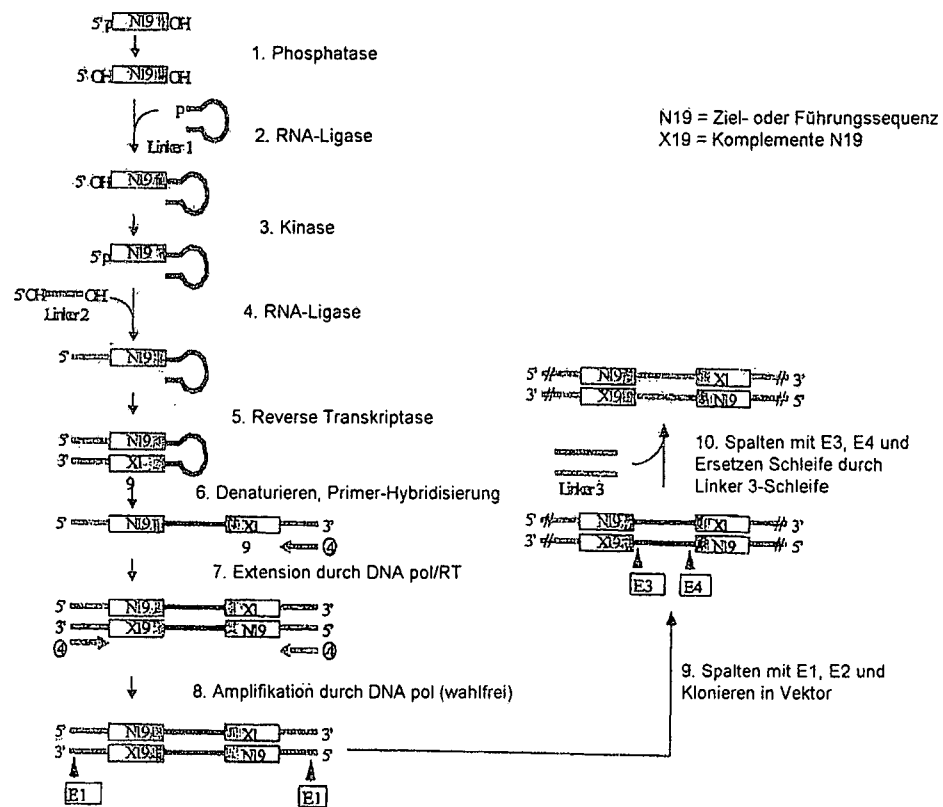 5'p N19 OH
1. Phosphatase
5'OH N19 OH
p
Linker 1
2. RNA-Ligase
N19 = Ziel- oder Führungssequenz
X19 = Komplemente N19
5'OH N19
3. Kinase
5'p N19
5'OH OH
Linker 2
4. RNA-Ligase
5' N19
5. Reverse Transkriptase
5' N19
3' X1
9
6. Denaturieren, Primer-Hybridisierung
5' N19 X1 3'
9 4
7. Extension durch DNA pol/RT
5' N19 X1 3'
3' X19 N19 5'
4 4
8. Amplifikation durch DNA pol (wahlfrei)
5' N19 X1 3'
3' X19 N19 5'
E1 E1
9. Spalten mit E1, E2 und
Klonieren in Vektor
5' N19 X1 3'
3' X19 N19 5'
E3 E4
10. Spalten mit E3, E4 und
Ersetzen Schleife durch
Linker 3-Schleife
Linker 3
5' N19 X1 3'
3' X19 N19 5'